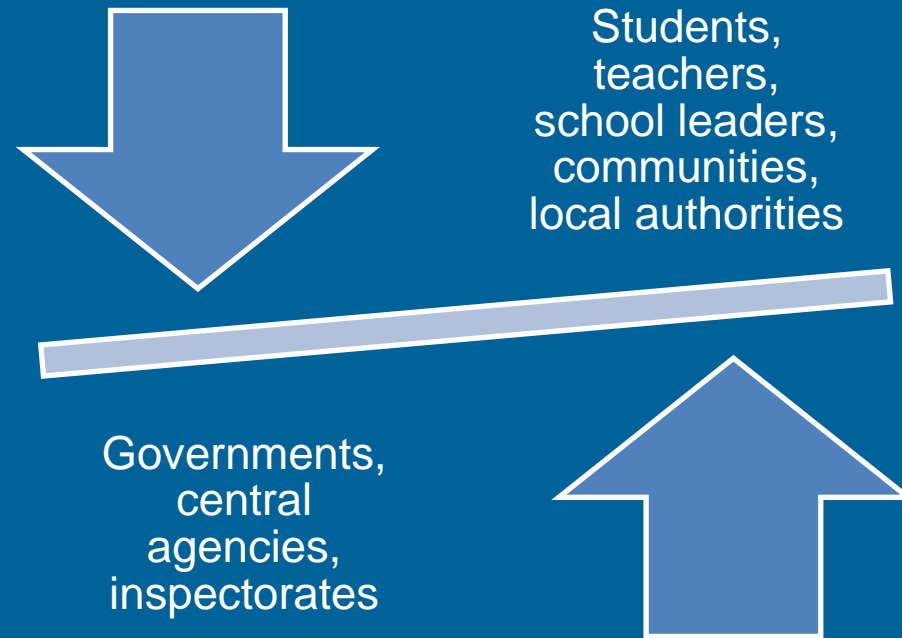 Students,
teachers,
school leaders,
communities,
local authorities
Governments,
central
agencies,
inspectorates